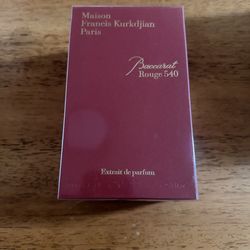 Maison
Francis Kurkdjian
Paris
Baccarat
Rouge 540
Extrait de parfum